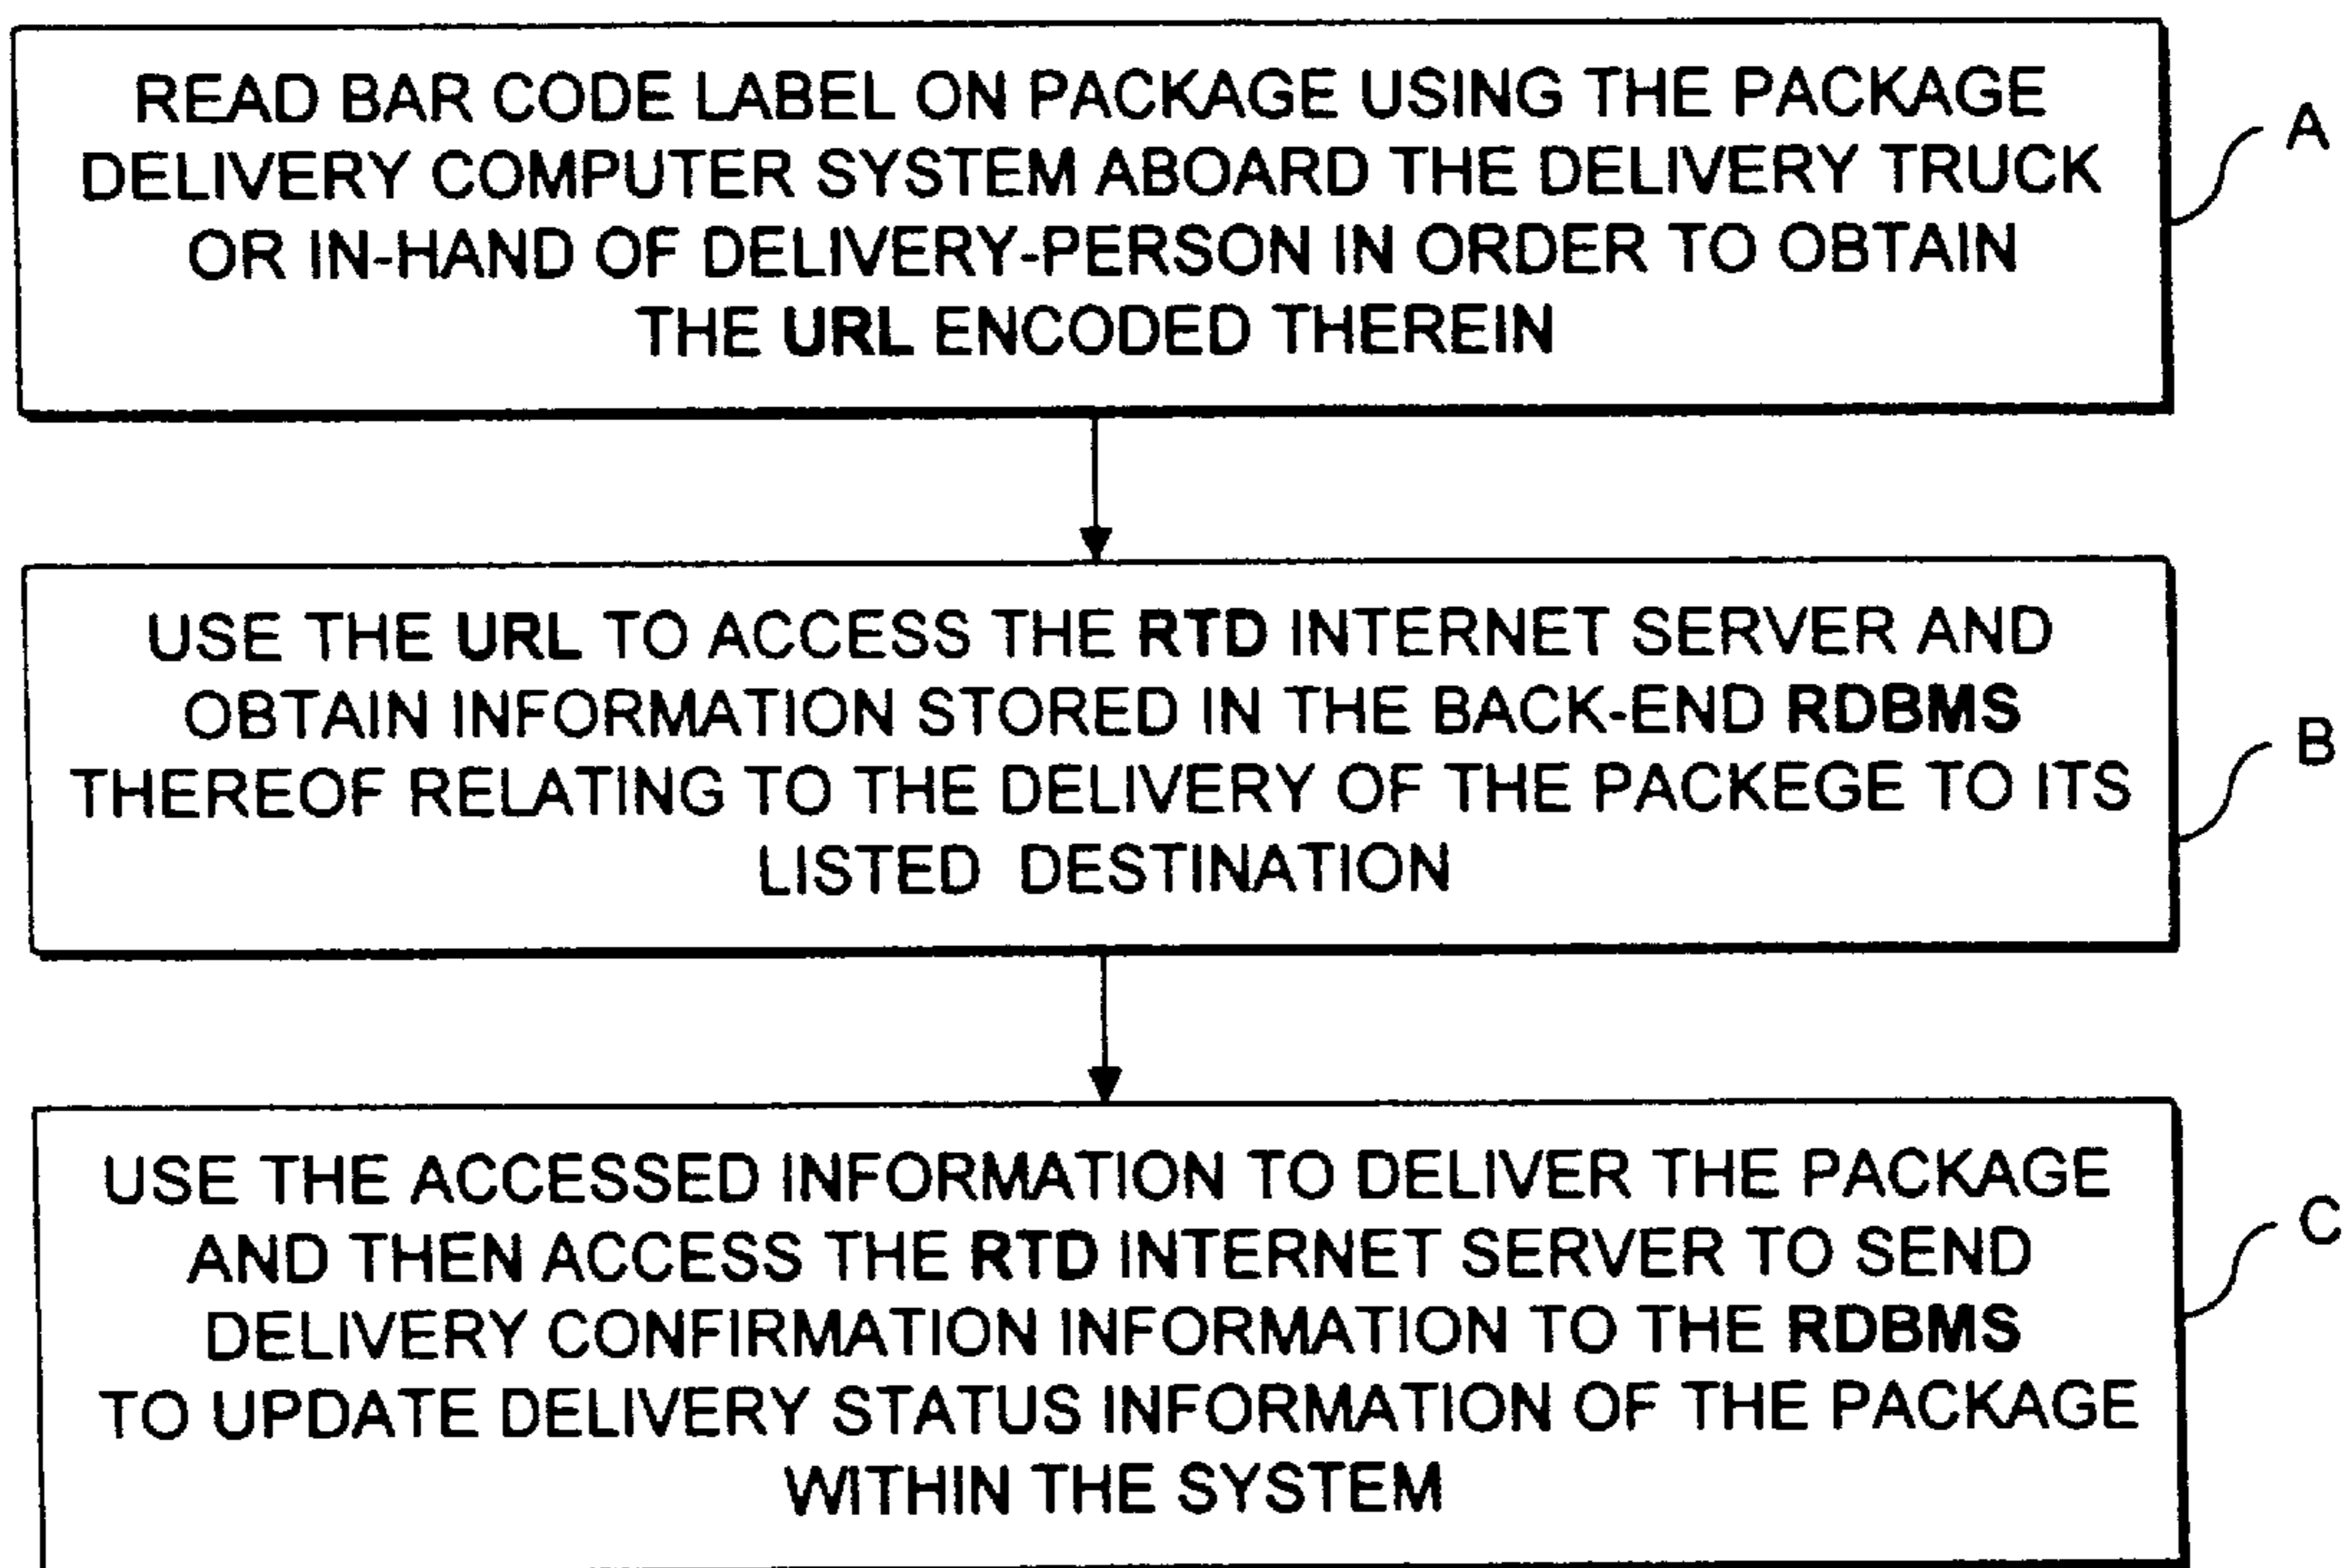 READ BAR CODE LABEL ON PACKAGE USING THE PACKAGE
DELIVERY COMPUTER SYSTEM ABOARD THE DELIVERY TRUCK
OR IN-HAND OF DELIVERY-PERSON IN ORDER TO OBTAIN
THE URL ENCODED THEREIN
A
USE THE URL TO ACCESS THE RTD INTERNET SERVER AND
OBTAIN INFORMATION STORED IN THE BACK-END RDBMS
THEREOF RELATING TO THE DELIVERY OF THE PACKEGE TO ITS
LISTED DESTINATION
B
USE THE ACCESSED INFORMATION TO DELIVER THE PACKAGE
AND THEN ACCESS THE RTD INTERNET SERVER TO SEND
DELIVERY CONFIRMATION INFORMATION TO THE RDBMS
TO UPDATE DELIVERY STATUS INFORMATION OF THE PACKAGE
WITHIN THE SYSTEM
C